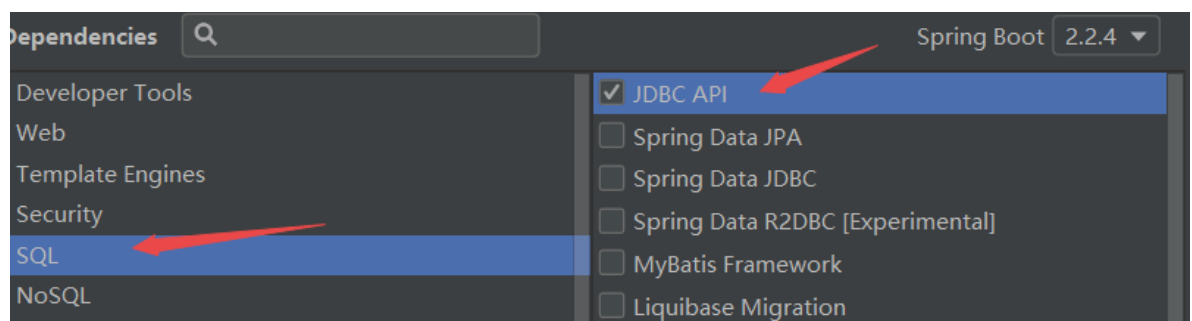 Dependencies
Spring Boot 2.2.4
Developer Tools
Web
Template Engines
Security
SQL
NoSQL
JDBC API
Spring Data JPA
Spring Data JDBC
Spring Data R2DBC [Experimental]
MyBatis Framework
Liquibase Migration